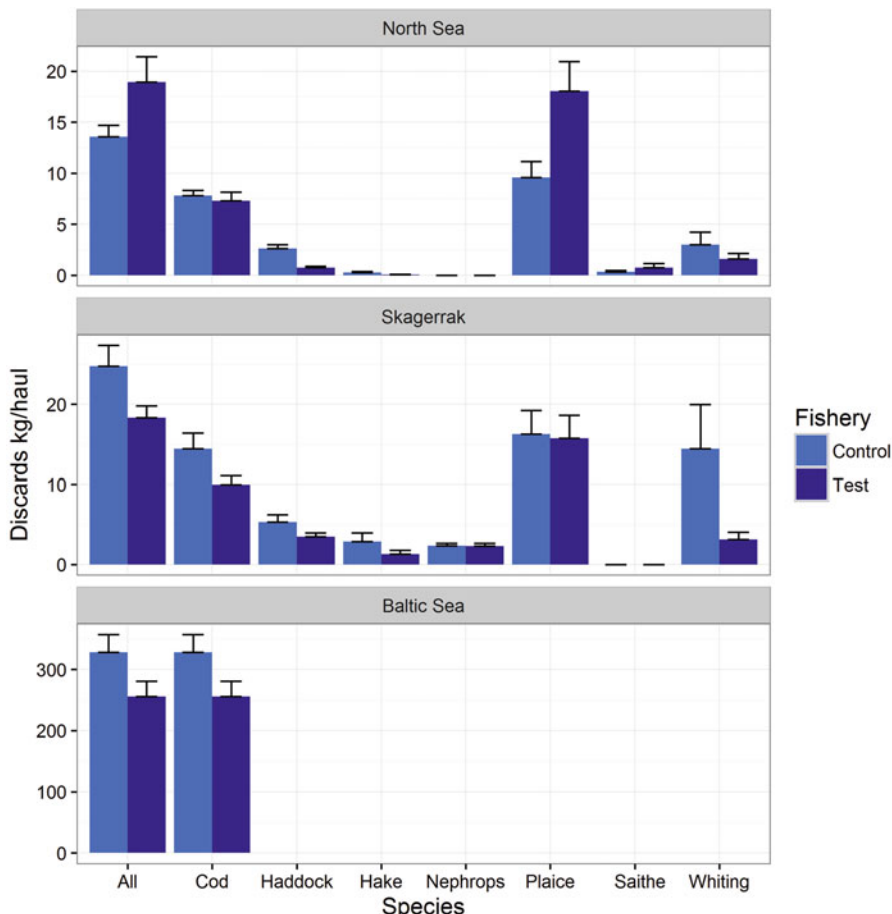 North Sea
20
15
10
5
0
Skagerrak
20
10
0
Baltic Sea
300
200
100
0
Discards kg/haul
All Cod Haddock Hake Nephrops Plaice Saithe Whiting
Species
Fishery
Control
Test